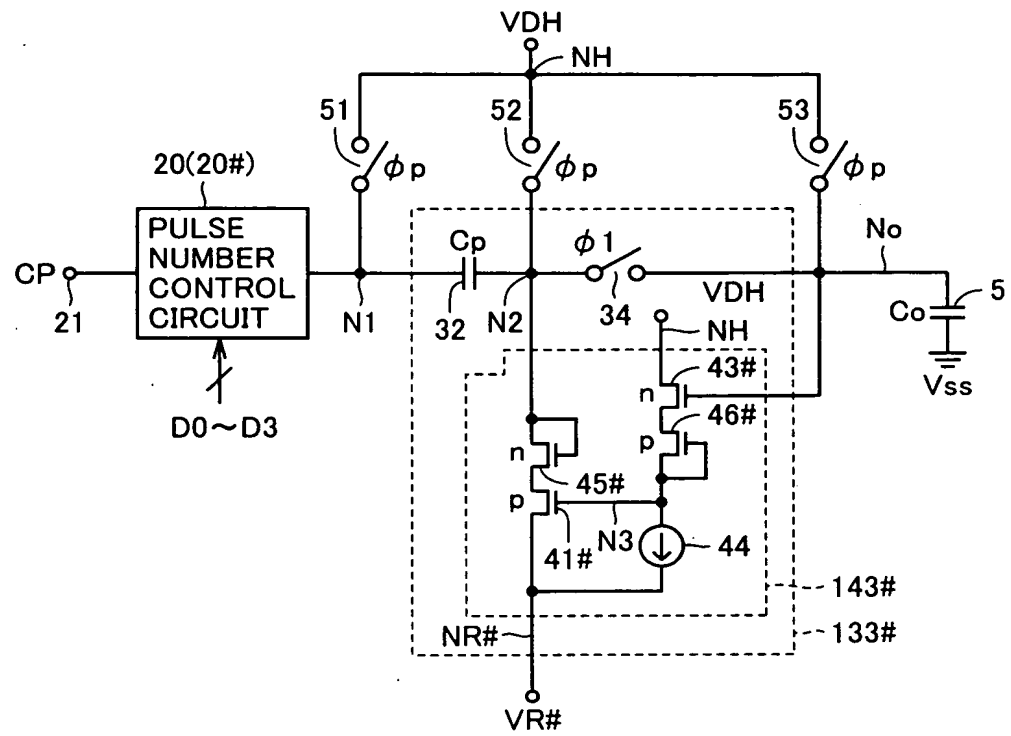 VDH
NH
51
52
53
ϕp
ϕp
ϕp
20(20#)
PULSE
NUMBER
CONTROL
CIRCUIT
CP
21
N1
Cp
32
N2
ϕ1
34
VDH
No
Co
5
Vss
NH
43#
n
46#
p
D0～D3
n
45#
p
41#
N3
44
143#
133#
NR#
VR#